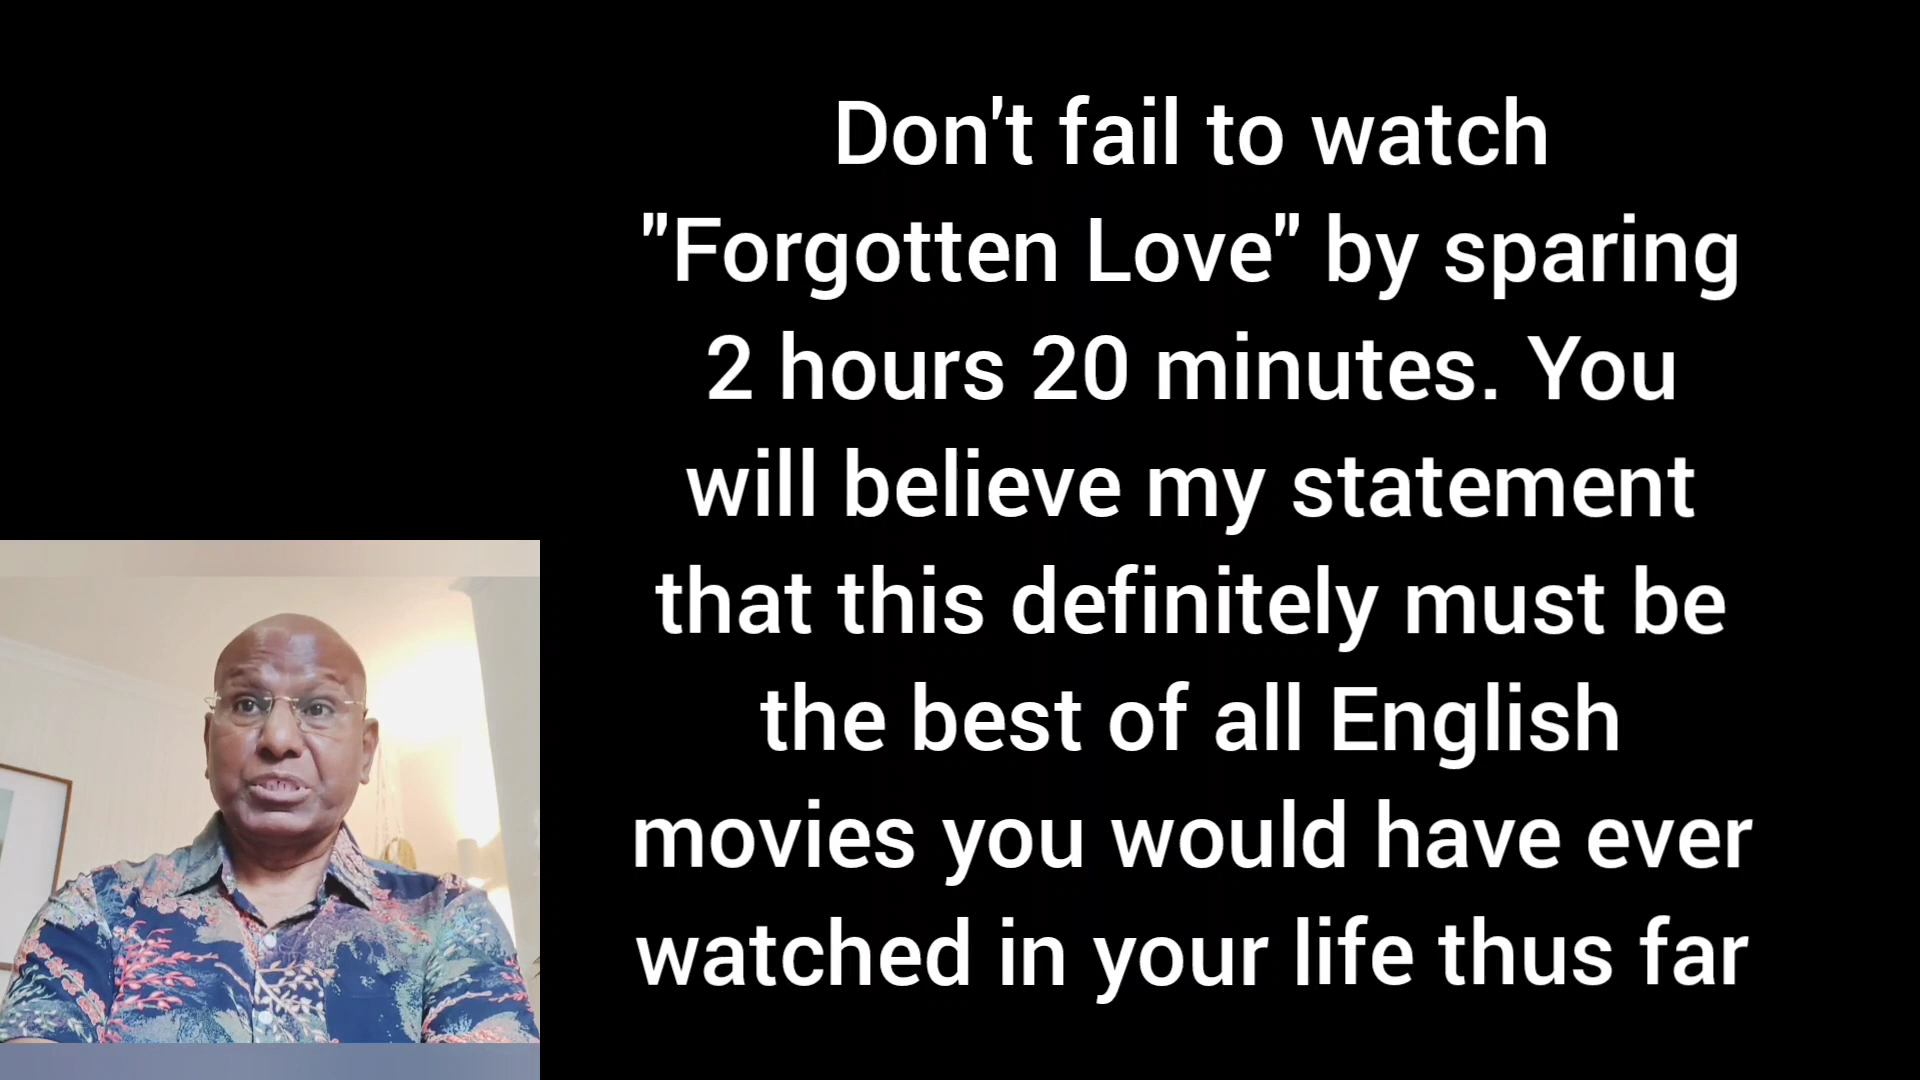 Don't fail to watch
"Forgotten Love" by sparing
2 hours 20 minutes. You
will believe my statement
that this definitely must be
the best of all English
movies you would have ever
watched in your life thus far